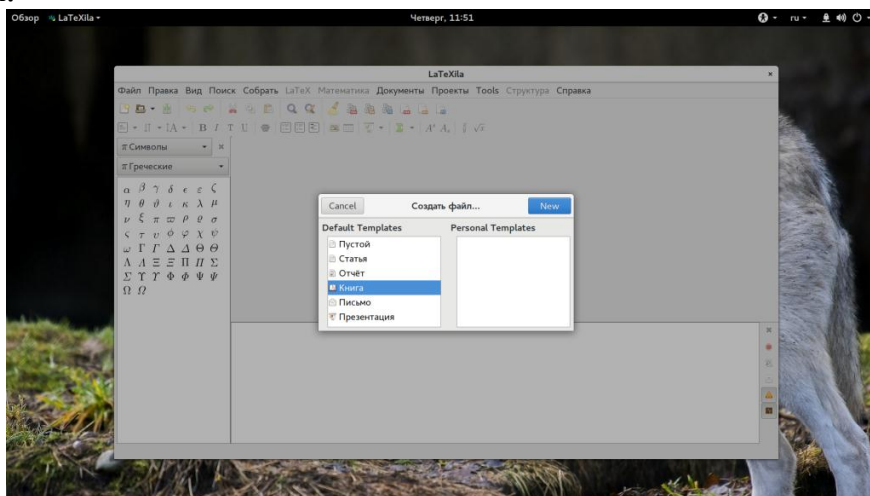 Обзор LaTeXila Четверг, 11:51 ru
LaTeXila
Файл Правка Вид Поиск Собрать LaTeX Математика Документы Проекты Tools Структура Справка
B I T U
π Символы
π Греческие
α β γ δ ϵ ε ζ
η θ ϑ ι κ λ μ
ν ξ π ϖ ρ ϱ σ
ς τ υ ϕ φ χ ψ
ω Γ Γ Δ Δ Θ Θ
Λ Λ Ξ Ξ Π Π Σ
Σ Υ Υ Φ Φ Ψ Ψ
Ω Ω
Cancel Создать файл... New
Default Templates Personal Templates
Пустой
Статья
Отчёт
Книга
Письмо
Презентация